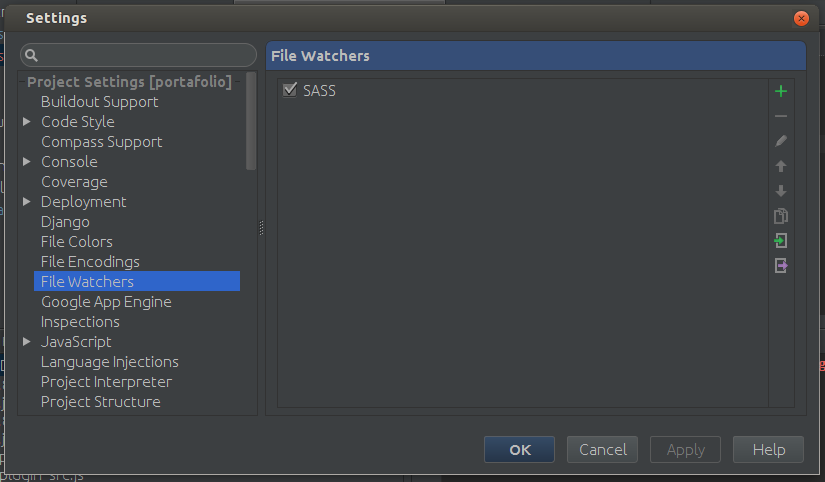 Settings
Project Settings [portafolio]
Buildout Support
Code Style
Compass Support
Console
Coverage
Deployment
Django
File Colors
File Encodings
File Watchers
Google App Engine
Inspections
JavaScript
Language Injections
Project Interpreter
Project Structure
File Watchers
SASS
OK
Cancel
Apply
Help